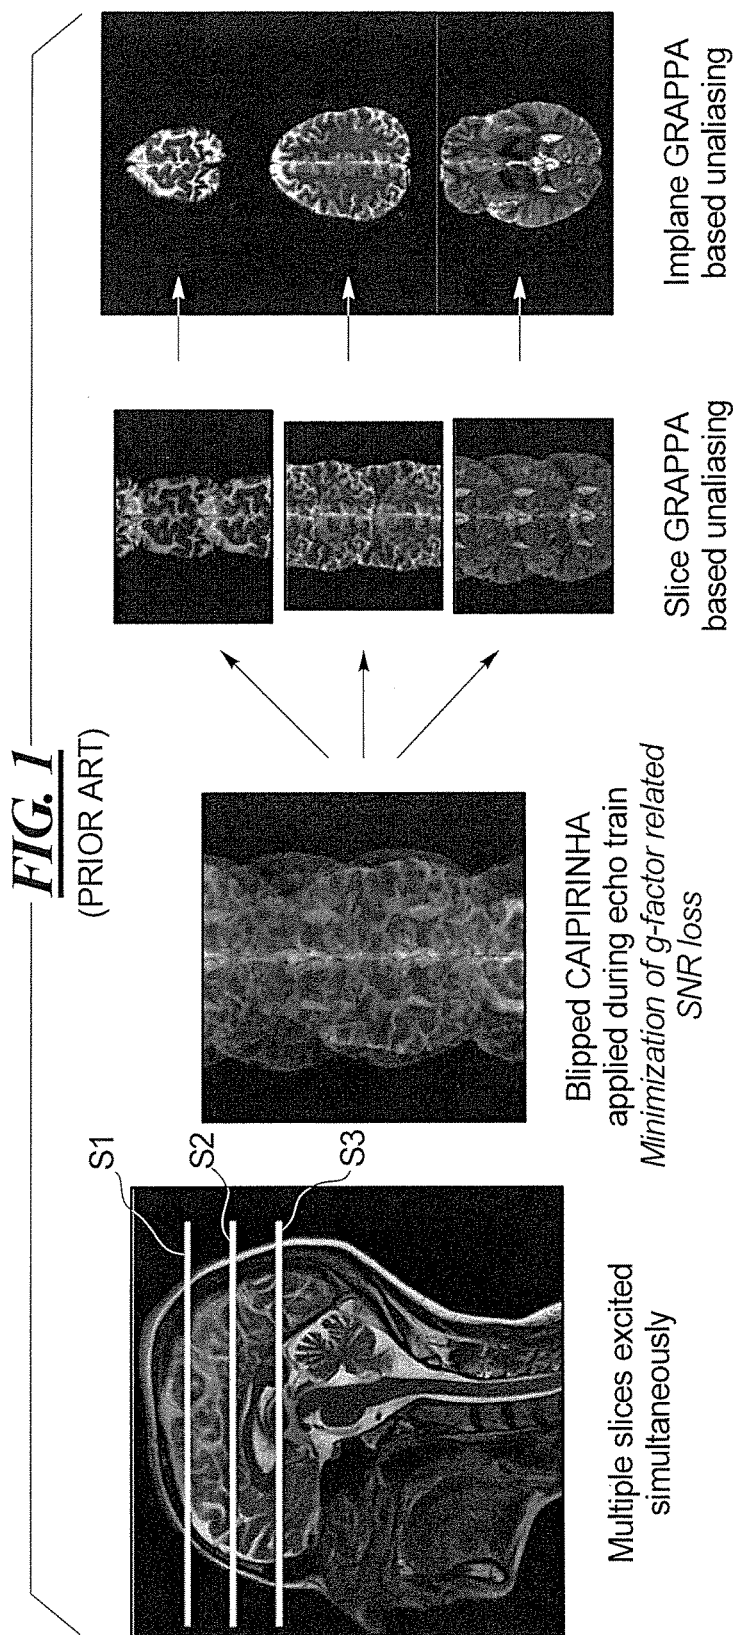 FIG. 1
(PRIOR ART)
S1
S2
S3
Multiple slices excited
simultaneously
Blipped CAIPIRINHA
applied during echo train
Minimization of g-factor related
SNR loss
Slice GRAPPA
based unaliasing
Implane GRAPPA
based unaliasing